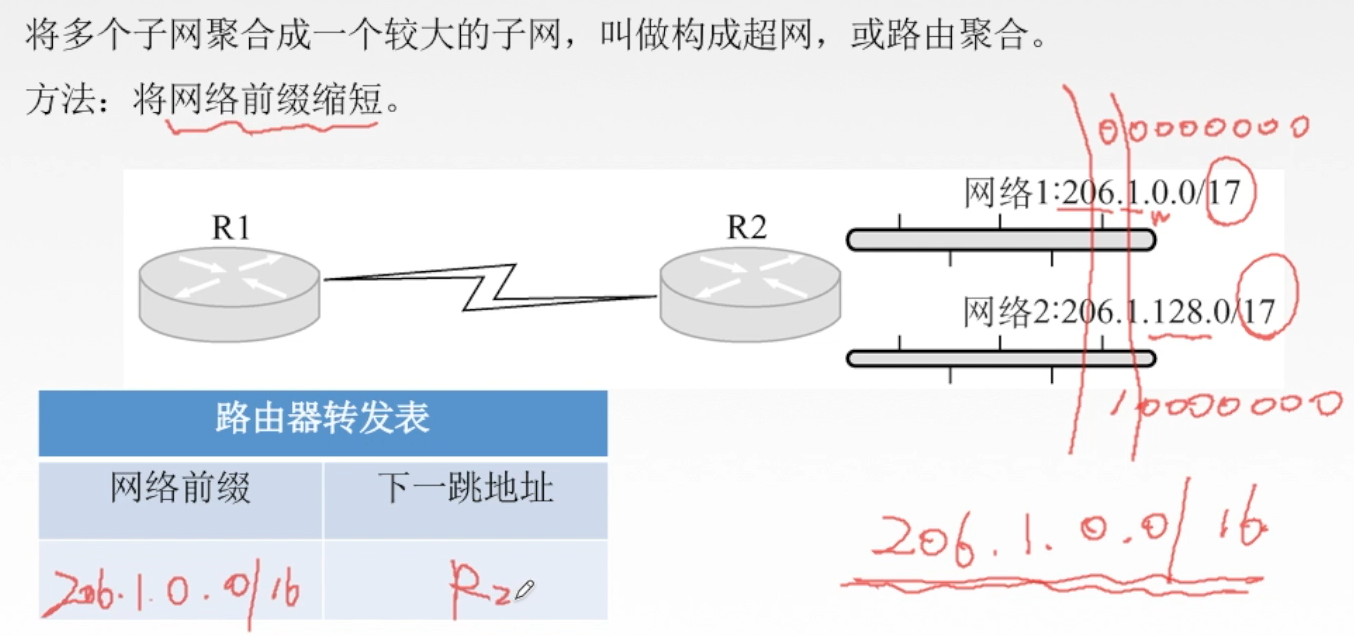 将多个子网聚合成一个较大的子网，叫做构成超网，或路由聚合。
方法：将网络前缀缩短。
00000000
网络1:206.1.0.0/17
R1
R2
网络2:206.1.128.0/17
10000000
路由器转发表
网络前缀 下一跳地址
206.1.0.0/16 R2
206.1.0.0/16